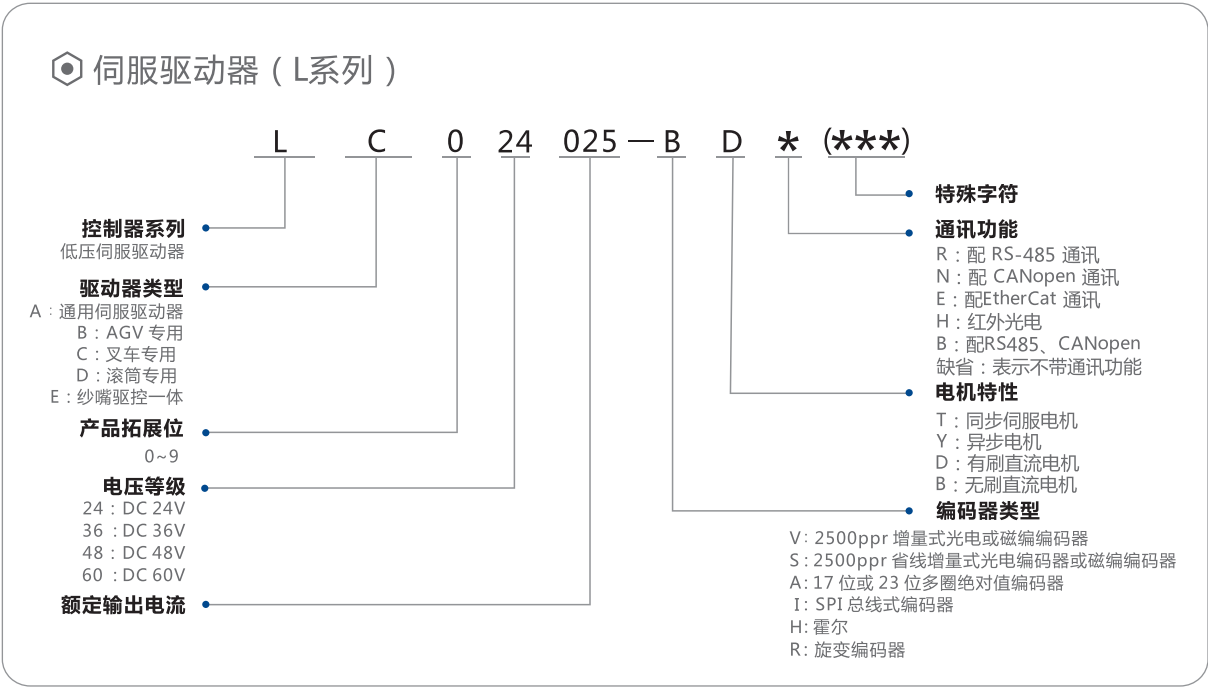 伺服驱动器（L系列）
L C 0 24 025—B D * (***)
控制器系列
低压伺服驱动器
驱动器类型
A：通用伺服驱动器
B：AGV 专用
C：叉车专用
D：滚筒专用
E：纱嘴驱控一体
产品拓展位
0~9
电压等级
24：DC 24V
36：DC 36V
48：DC 48V
60：DC 60V
额定输出电流
特殊字符
通讯功能
R：配 RS-485 通讯
N：配 CANopen 通讯
E：配EtherCat 通讯
H：红外光电
B：配RS485、CANopen
缺省：表示不带通讯功能
电机特性
T：同步伺服电机
Y：异步电机
D：有刷直流电机
B：无刷直流电机
编码器类型
V：2500ppr 增量式光电或磁编编码器
S：2500ppr 省线增量式光电编码器或磁编编码器
A：17 位或 23 位多圈绝对值编码器
I：SPI 总线式编码器
H：霍尔
R：旋变编码器